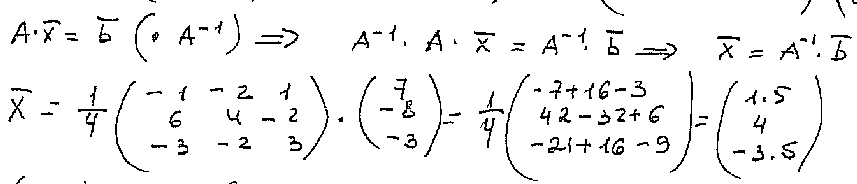 A·x̅ = b̅ (· A⁻¹) ⟹ A⁻¹· A · x̅ = A⁻¹· b̅ ⟹ x̅ = A⁻¹· b̅
x̅ = 1/4 ( -1 -2 1 ; 6 4 -2 ; -3 -2 3 ) · ( 7 ; -8 ; -3 ) = 1/4 ( -7+16-3 ; 42-32+6 ; -21+16-9 ) = ( 1.5 ; 4 ; -3.5 )